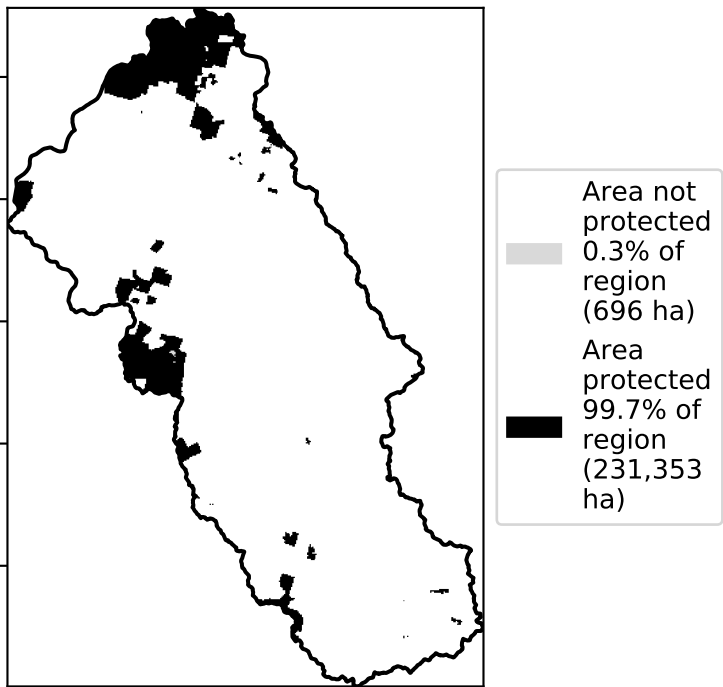 Area not
protected
0.3% of
region
(696 ha)
Area
protected
99.7% of
region
(231,353
ha)